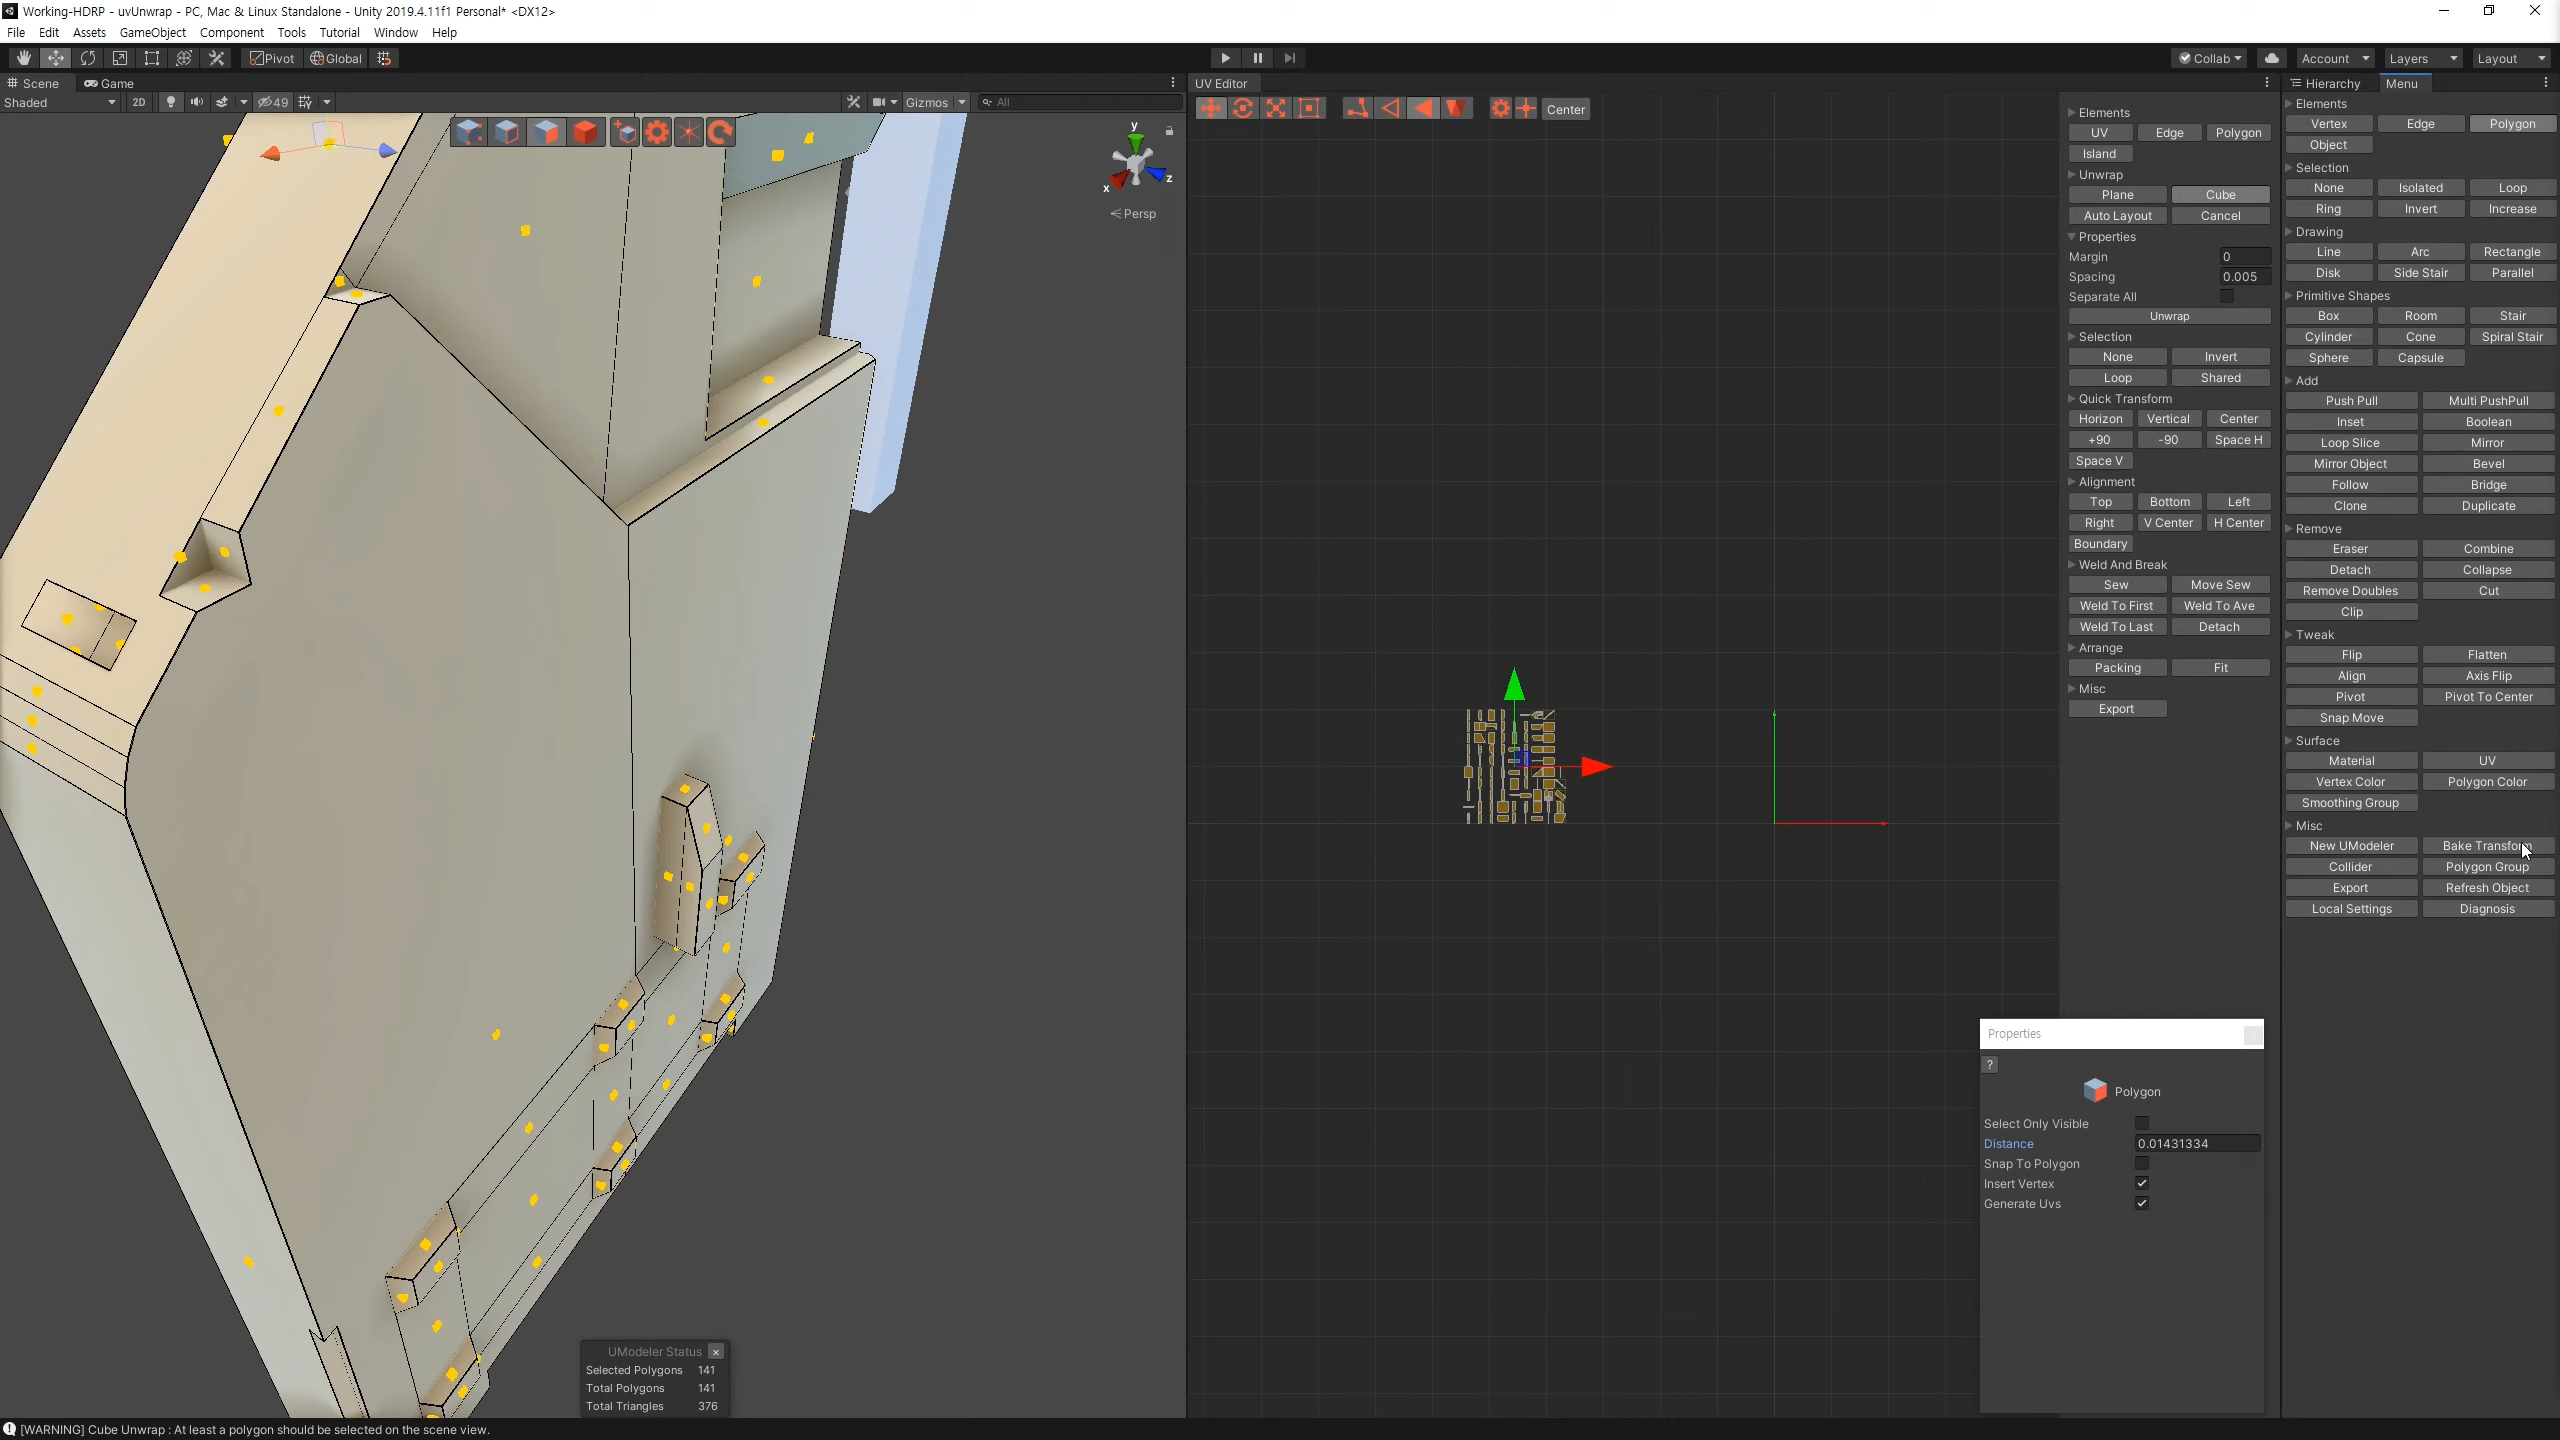 Working-HDRP - uvUnwrap - PC, Mac & Linux Standalone - Unity 2019.4.11f1 Personal* <DX12>
File Edit Assets GameObject Component Tools Tutorial Window Help
Pivot Global Collab Account Layers Layout
Scene Game
Shaded 2D 49 Gizmos All
y
x
z
Persp
UV Editor
Center
Elements
UV Edge Polygon
Island
Unwrap
Plane Cube
Auto Layout Cancel
Properties
Margin 0
Spacing 0.005
Separate All
Unwrap
Selection
None Invert
Loop Shared
Quick Transform
Horizon Vertical Center
+90 -90 Space H
Space V
Alignment
Top Bottom Left
Right V Center H Center
Boundary
Weld And Break
Sew Move Sew
Weld To First Weld To Ave
Weld To Last Detach
Arrange
Packing Fit
Misc
Export
Hierarchy Menu
Elements
Vertex Edge Polygon
Object
Selection
None Isolated Loop
Ring Invert Increase
Drawing
Line Arc Rectangle
Disk Side Stair Parallel
Primitive Shapes
Box Room Stair
Cylinder Cone Spiral Stair
Sphere Capsule
Add
Push Pull Multi PushPull
Inset Boolean
Loop Slice Mirror
Mirror Object Bevel
Follow Bridge
Clone Duplicate
Remove
Eraser Combine
Detach Collapse
Remove Doubles Cut
Clip
Tweak
Flip Flatten
Align Axis Flip
Pivot Pivot To Center
Snap Move
Surface
Material UV
Vertex Color Polygon Color
Smoothing Group
Misc
New UModeler Bake Transform
Collider Polygon Group
Export Refresh Object
Local Settings Diagnosis
Properties
?
Polygon
Select Only Visible
Distance 0.01431334
Snap To Polygon
Insert Vertex
Generate Uvs
UModeler Status
Selected Polygons 141
Total Polygons 141
Total Triangles 376
[WARNING] Cube Unwrap : At least a polygon should be selected on the scene view.